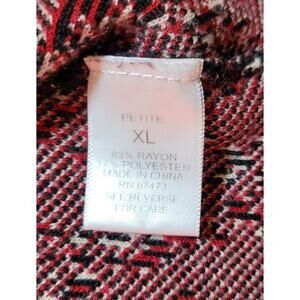 PETITE
XL
83% RAYON
17% POLYESTER
MADE IN CHINA
RN 67473
SEE REVERSE
FOR CARE